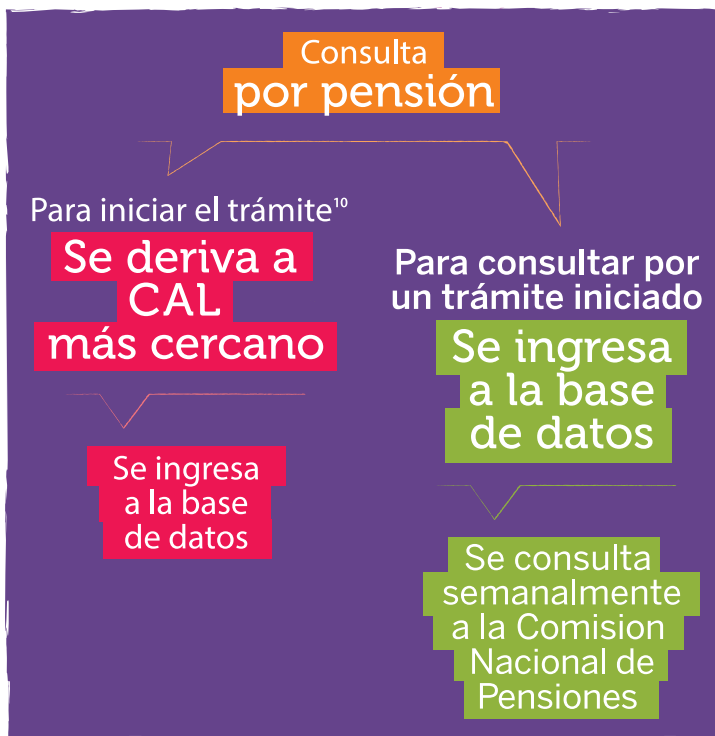 Consulta
por pensión
Para iniciar el trámite¹⁰
Se deriva a
CAL
más cercano
Se ingresa
a la base
de datos
Para consultar por
un trámite iniciado
Se ingresa
a la base
de datos
Se consulta
semanalmente
a la Comision
Nacional de
Pensiones